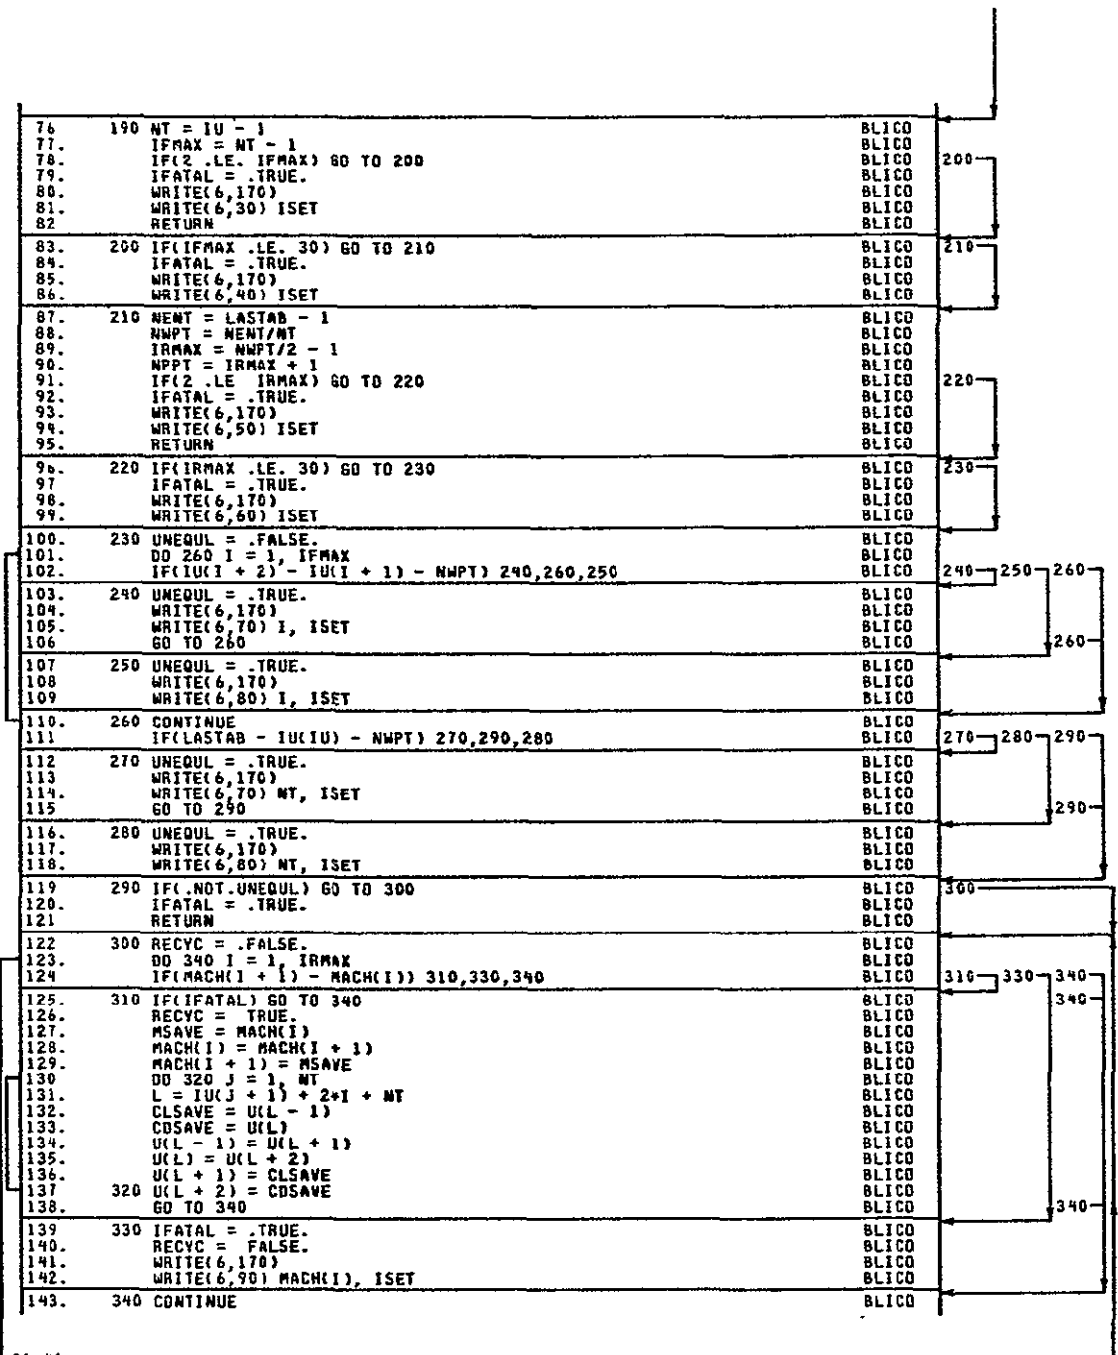 76 190 NT = IU - 1 BLICO
77. IFMAX = NT - 1 BLICO
78. IF(2 .LE. IFMAX) GO TO 200 BLICO 200
79. IFATAL = .TRUE. BLICO
80. WRITE(6,170) BLICO
81. WRITE(6,30) ISET BLICO
82 RETURN BLICO
83. 200 IF(IFMAX .LE. 30) GO TO 210 BLICO 210
84. IFATAL = .TRUE. BLICO
85. WRITE(6,170) BLICO
86. WRITE(6,40) ISET BLICO
87. 210 NENT = LASTAB - 1 BLICO
88. NWPT = NENT/NT BLICO
89. IRMAX = NWPT/2 - 1 BLICO
90. NPPT = IRMAX + 1 BLICO
91. IF(2 .LE IRMAX) GO TO 220 BLICO 220
92. IFATAL = .TRUE. BLICO
93. WRITE(6,170) BLICO
94. WRITE(6,50) ISET BLICO
95. RETURN BLICO
96. 220 IF(IRMAX .LE. 30) GO TO 230 BLICO 230
97 IFATAL = .TRUE. BLICO
98. WRITE(6,170) BLICO
99. WRITE(6,60) ISET BLICO
100. 230 UNEQUL = .FALSE. BLICO
101. DO 260 I = 1, IFMAX BLICO
102. IF(IU(I + 2) - IU(I + 1) - NWPT) 240,260,250 BLICO 240 250 260
103. 240 UNEQUL = .TRUE. BLICO
104. WRITE(6,170) BLICO
105. WRITE(6,70) I, ISET BLICO
106 GO TO 260 BLICO 260
107 250 UNEQUL = .TRUE. BLICO
108 WRITE(6,170) BLICO
109 WRITE(6,80) I, ISET BLICO
110. 260 CONTINUE BLICO
111 IF(LASTAB - IU(IU) - NWPT) 270,290,280 BLICO 270 280 290
112 270 UNEQUL = .TRUE. BLICO
113 WRITE(6,170) BLICO
114. WRITE(6,70) NT, ISET BLICO
115 GO TO 290 BLICO 290
116. 280 UNEQUL = .TRUE. BLICO
117. WRITE(6,170) BLICO
118. WRITE(6,80) NT, ISET BLICO
119 290 IF(.NOT.UNEQUL) GO TO 300 BLICO 300
120. IFATAL = .TRUE. BLICO
121 RETURN BLICO
122 300 RECYC = .FALSE. BLICO
123. DO 340 I = 1, IRMAX BLICO
124 IF(MACH(I + 1) - MACH(I)) 310,330,340 BLICO 310 330 340
125. 310 IF(IFATAL) GO TO 340 BLICO 340
126. RECYC = TRUE. BLICO
127. MSAVE = MACH(I) BLICO
128. MACH(I) = MACH(I + 1) BLICO
129. MACH(I + 1) = MSAVE BLICO
130 DO 320 J = 1, NT BLICO
131. L = IU(J + 1) + 2*I + NT BLICO
132. CLSAVE = U(L - 1) BLICO
133. CDSAVE = U(L) BLICO
134. U(L - 1) = U(L + 1) BLICO
135. U(L) = U(L + 2) BLICO
136. U(L + 1) = CLSAVE BLICO
137 320 U(L + 2) = CDSAVE BLICO
138. GO TO 340 BLICO 340
139 330 IFATAL = .TRUE. BLICO
140. RECYC = FALSE. BLICO
141. WRITE(6,170) BLICO
142. WRITE(6,90) MACH(I), ISET BLICO
143. 340 CONTINUE BLICO